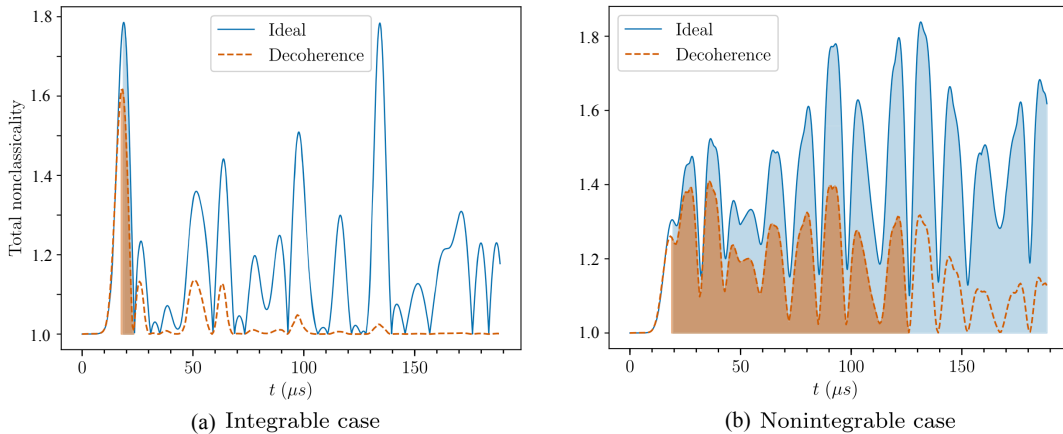 Total nonclassicality
1.8
1.6
1.4
1.2
1.0
Ideal
Decoherence
0
50
100
150
t (μs)
(a) Integrable case
1.8
1.6
1.4
1.2
1.0
Ideal
Decoherence
0
50
100
150
t (μs)
(b) Nonintegrable case